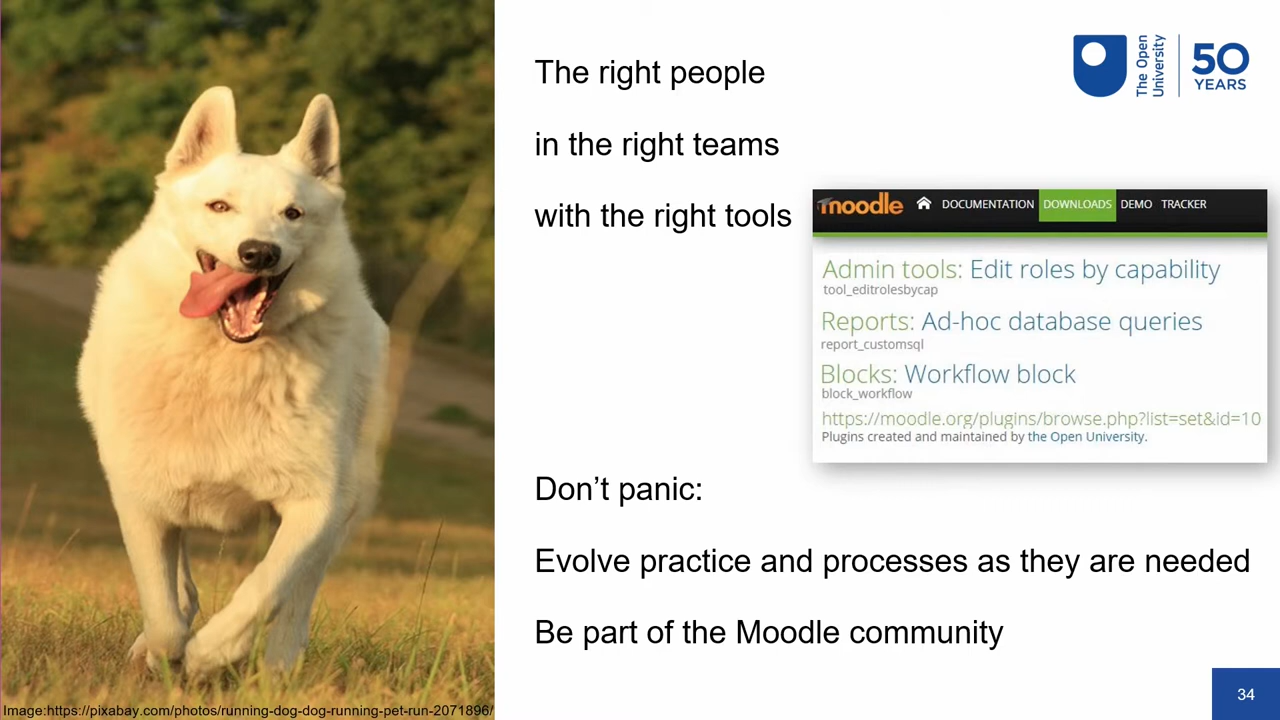 The right people
in the right teams
with the right tools
The Open
University
50
YEARS
moodle DOCUMENTATION DOWNLOADS DEMO TRACKER
Admin tools: Edit roles by capability
tool_editrolesbycap
Reports: Ad-hoc database queries
report_customsql
Blocks: Workflow block
block_workflow
https://moodle.org/plugins/browse.php?list=set&id=10
Plugins created and maintained by the Open University.
Don’t panic:
Evolve practice and processes as they are needed
Be part of the Moodle community
34
Image:https://pixabay.com/photos/running-dog-dog-running-pet-run-2071896/